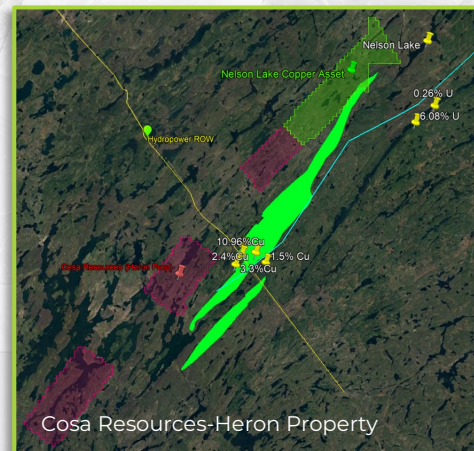 Nelson Lake
Nelson Lake Copper Asset
0.26% U
6.08% U
Hydropower ROW
10.96%Cu
2.4%Cu
1.5% Cu
3.3%Cu
Cosa Resources (Heron Prop)
Cosa Resources-Heron Property